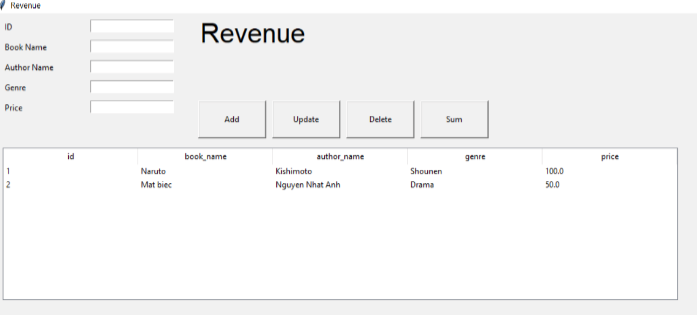 Revenue
ID
Revenue
Book Name
Author Name
Genre
Price
Add Update Delete Sum
id book_name author_name genre price
1 Naruto Kishimoto Shounen 100.0
2 Mat biec Nguyen Nhat Anh Drama 50.0